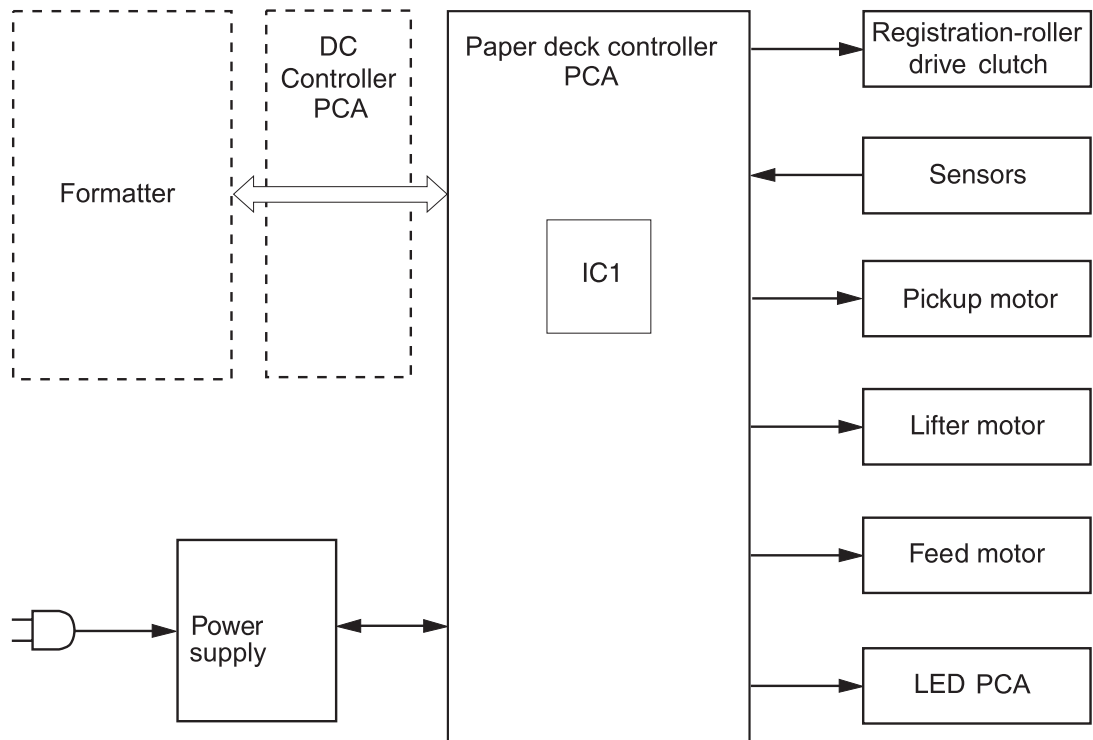 Formatter
DC
Controller
PCA
Paper deck controller
PCA
IC1
Registration-roller
drive clutch
Sensors
Pickup motor
Lifter motor
Feed motor
LED PCA
Power
supply